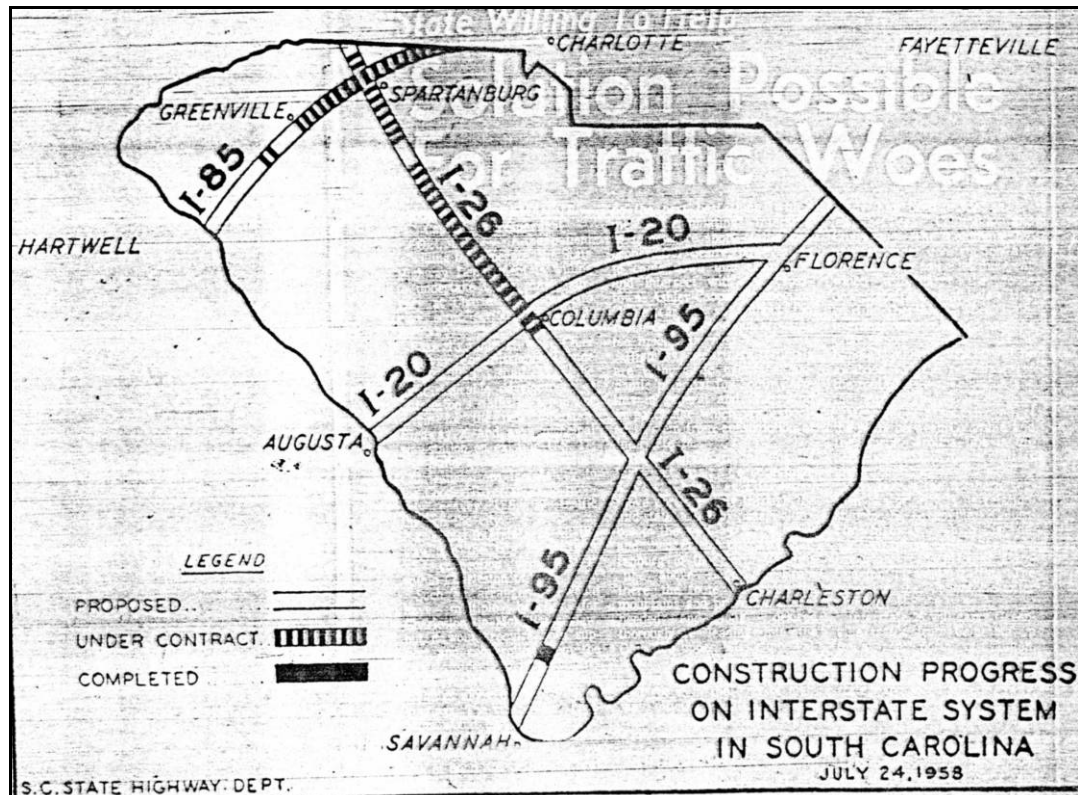 State Willing To Help
Solution Possible
For Traffic Woes
CHARLOTTE
FAYETTEVILLE
SPARTANBURG
GREENVILLE
I-85
I-26
I-20
HARTWELL
FLORENCE
COLUMBIA
I-95
I-20
AUGUSTA
I-26
I-95
CHARLESTON
SAVANNAH
LEGEND
PROPOSED..
UNDER CONTRACT..
COMPLETED
CONSTRUCTION PROGRESS
ON INTERSTATE SYSTEM
IN SOUTH CAROLINA
JULY 24, 1958
S.C. STATE HIGHWAY DEPT.